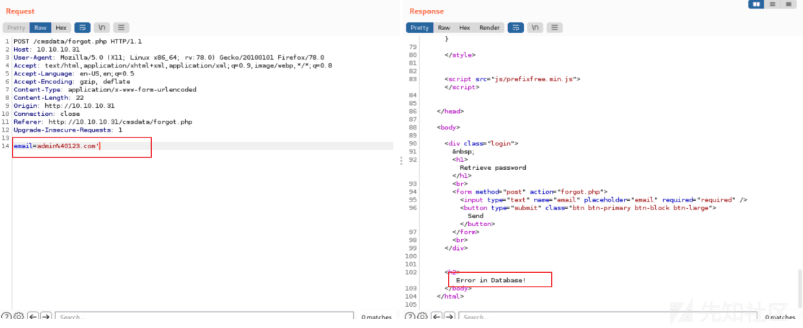 Request
Response
Pretty Raw Hex
Pretty Raw Hex Render
1 POST /cmsdata/forgot.php HTTP/1.1
2 Host: 10.10.10.31
3 User-Agent: Mozilla/5.0 (X11; Linux x86_64; rv:78.0) Gecko/20100101 Firefox/78.0
4 Accept: text/html,application/xhtml+xml,application/xml;q=0.9,image/webp,*/*;q=0.8
5 Accept-Language: en-US,en;q=0.5
6 Accept-Encoding: gzip, deflate
7 Content-Type: application/x-www-form-urlencoded
8 Content-Length: 22
9 Origin: http://10.10.10.31
10 Connection: close
11 Referer: http://10.10.10.31/cmsdata/forgot.php
12 Upgrade-Insecure-Requests: 1
13
14 email=admin%40123.com'
}
79
80 </style>
81
82
83 <script src="js/prefixfree.min.js">
</script>
84
85
86 </head>
87
88 <body>
89
90 <div class="login">
91 &nbsp;
92 <h1>
Retrieve password
</h1>
93 <br>
94 <form method="post" action="forgot.php">
95 <input type="text" name="email" placeholder="email" required="required" />
96 <button type="submit" class="btn btn-primary btn-block btn-large">
Send
</button>
97 </form>
98 <br>
99 </div>
100
101
102 <h2>
Error in Database!
103 </body>
104 </html>
105
Search...
0 matches
Search...
0 matches
先知社区